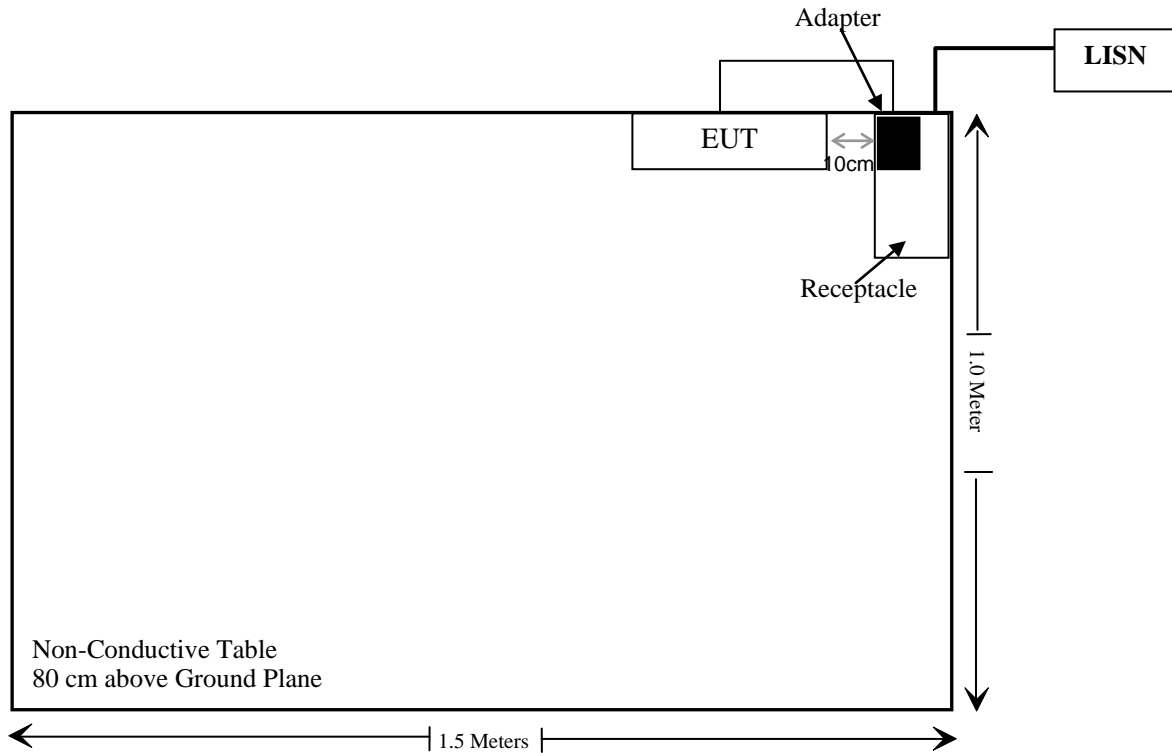 Adapter
LISN
EUT
10cm
Receptacle
1.0 Meter
Non-Conductive Table
80 cm above Ground Plane
1.5 Meters